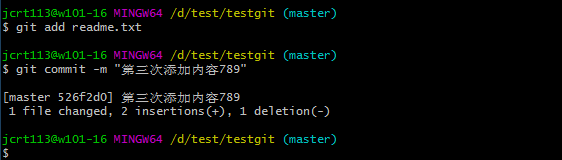 jcrt113@w101-16 MINGW64 /d/test/testgit (master)
$ git add readme.txt
jcrt113@w101-16 MINGW64 /d/test/testgit (master)
$ git commit -m "第三次添加内容789"
[master 526f2d0] 第三次添加内容789
1 file changed, 2 insertions(+), 1 deletion(-)
jcrt113@w101-16 MINGW64 /d/test/testgit (master)
$